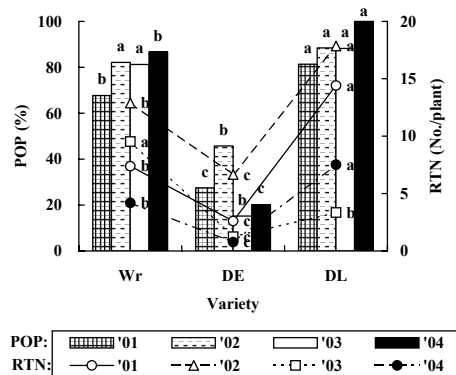 100
80
60
40
20
0
POP (%)
20
15
10
5
0
RTN (No./plant)
b a a b
c b b c
a a a a
b b a b
c c c c
a a a b
Wr DE DL
Variety
POP: '01 '02 '03 '04
RTN: '01 '02 '03 '04